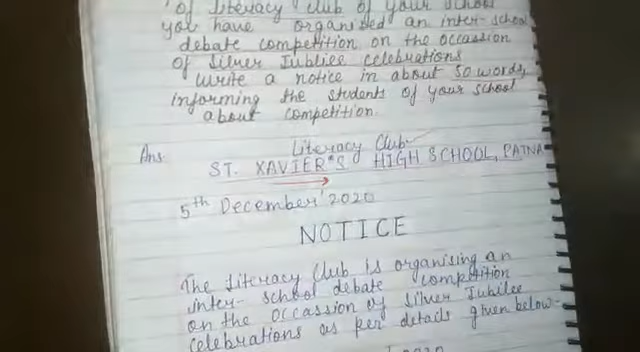 of Literacy Club of your school
you have organised an inter-school
debate competition on the occassion
of Silver Jubliee celebrations
Write a notice in about 50 words
informing the students of your school
about competition.
Literacy Club
Ans ST. XAVIER'S HIGH SCHOOL, PATNA
5th December' 2020
NOTICE
The Literacy Club is organising an
inter-school debate competition
on the occassion of Silver Jubilee
celebrations as per details given below-